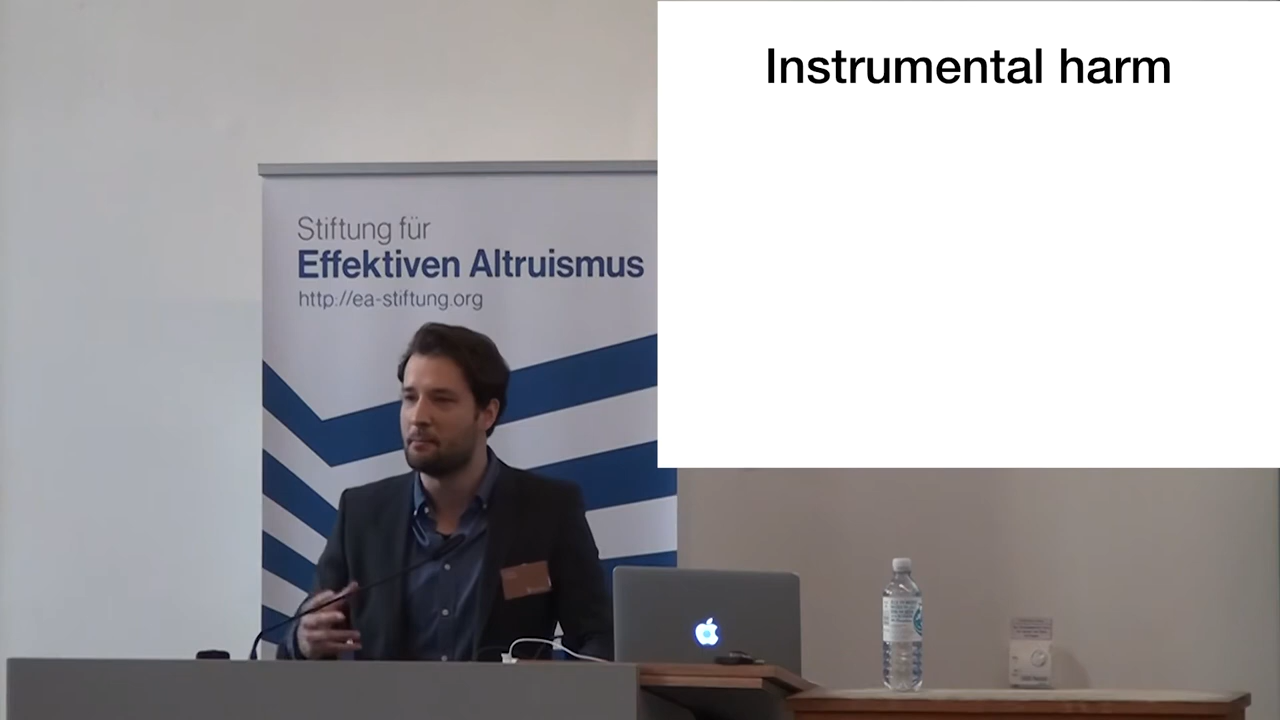 Instrumental harm
Stiftung für
Effektiven Altruismus
http://ea-stiftung.org